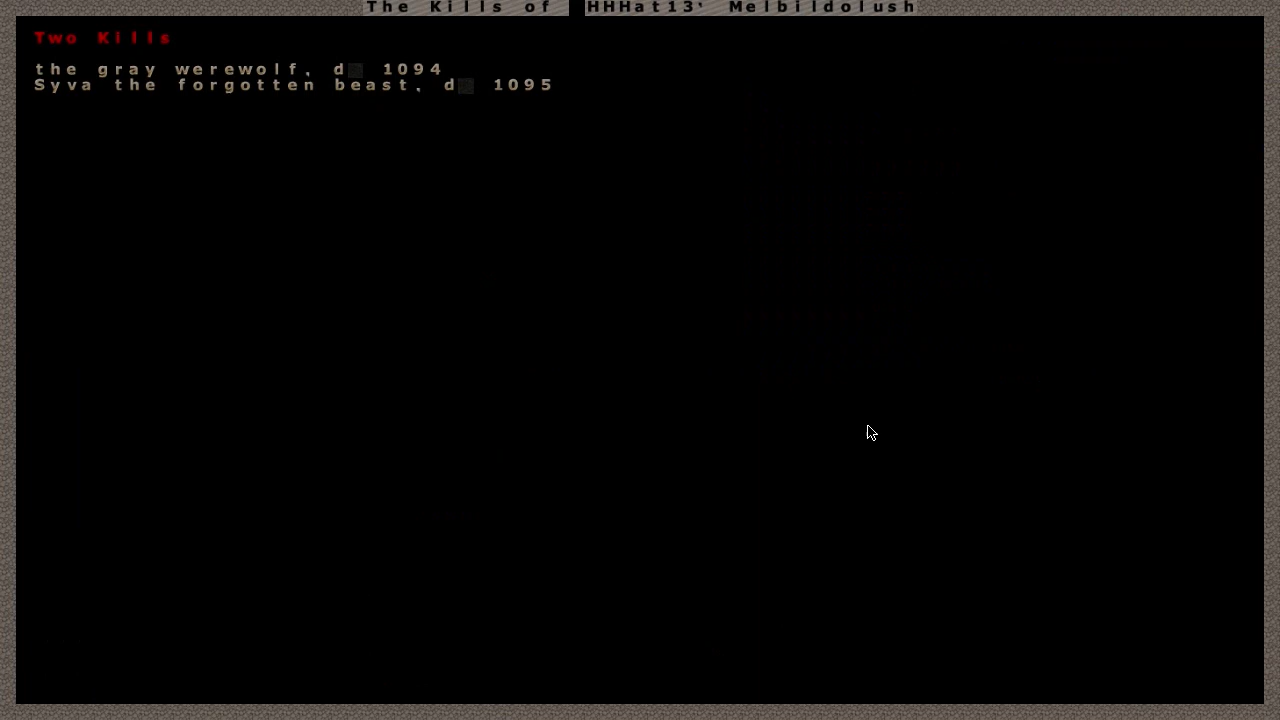 The Kills of HHHat13' Melbildolush
Two Kills
the gray werewolf, d 1094
Syva the forgotten beast, d 1095